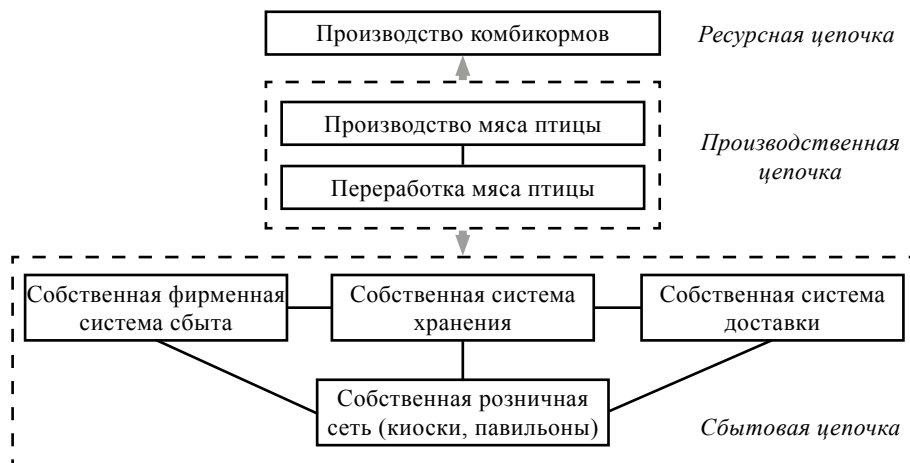 Производство комбикормов
Ресурсная цепочка
Производство мяса птицы
Производственная
цепочка
Переработка мяса птицы
Собственная фирменная
система сбыта
Собственная система
хранения
Собственная система
доставки
Собственная розничная
сеть (киоски, павильоны)
Сбытовая цепочка